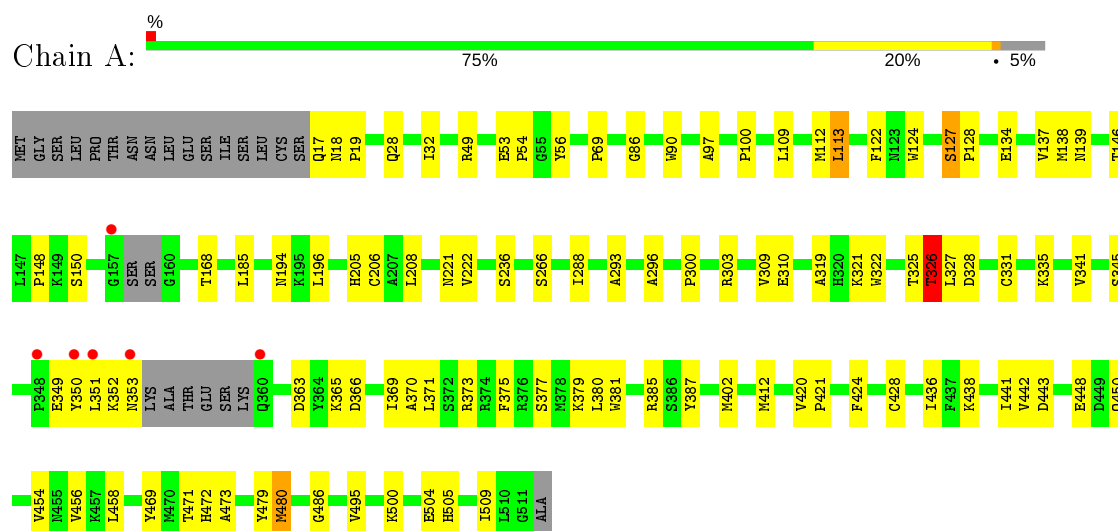 %
Chain A:
75% 20% • 5%
MET GLY SER LEU PRO THR ASN ASN LEU GLU SER ILE SER LEU CYS SER Q17 N18 P19 Q28 I32 R49 E53 P54 G55 Y56 P69 G86 W90 A97 P100 L109 M112 L113 F122 N123 W124 S127 P128 E134 V137 M138 N139 T146
L147 P148 K149 S150 G157 SER SER G160 T168 L185 N194 K195 L196 H205 C206 A207 L208 N221 V222 S236 S266 I288 A293 A296 P300 R303 V309 E310 A319 H320 K321 W322 T325 T326 L327 D328 C331 K335 V341 S345
P348 E349 Y350 L351 K352 N353 LYS ALA THR GLU SER LYS Q360 D363 Y364 K365 D366 I369 A370 L371 S372 R373 R374 F375 R376 S377 M378 K379 L380 W381 R385 S386 Y387 M402 M412 V420 P421 F424 C428 I436 F437 K438 I441 V442 D443 E448 D449 D450
V454 N455 V456 K457 L458 Y469 M470 T471 H472 A473 Y479 M480 G486 V495 K500 E504 H505 I509 L510 G511 ALA